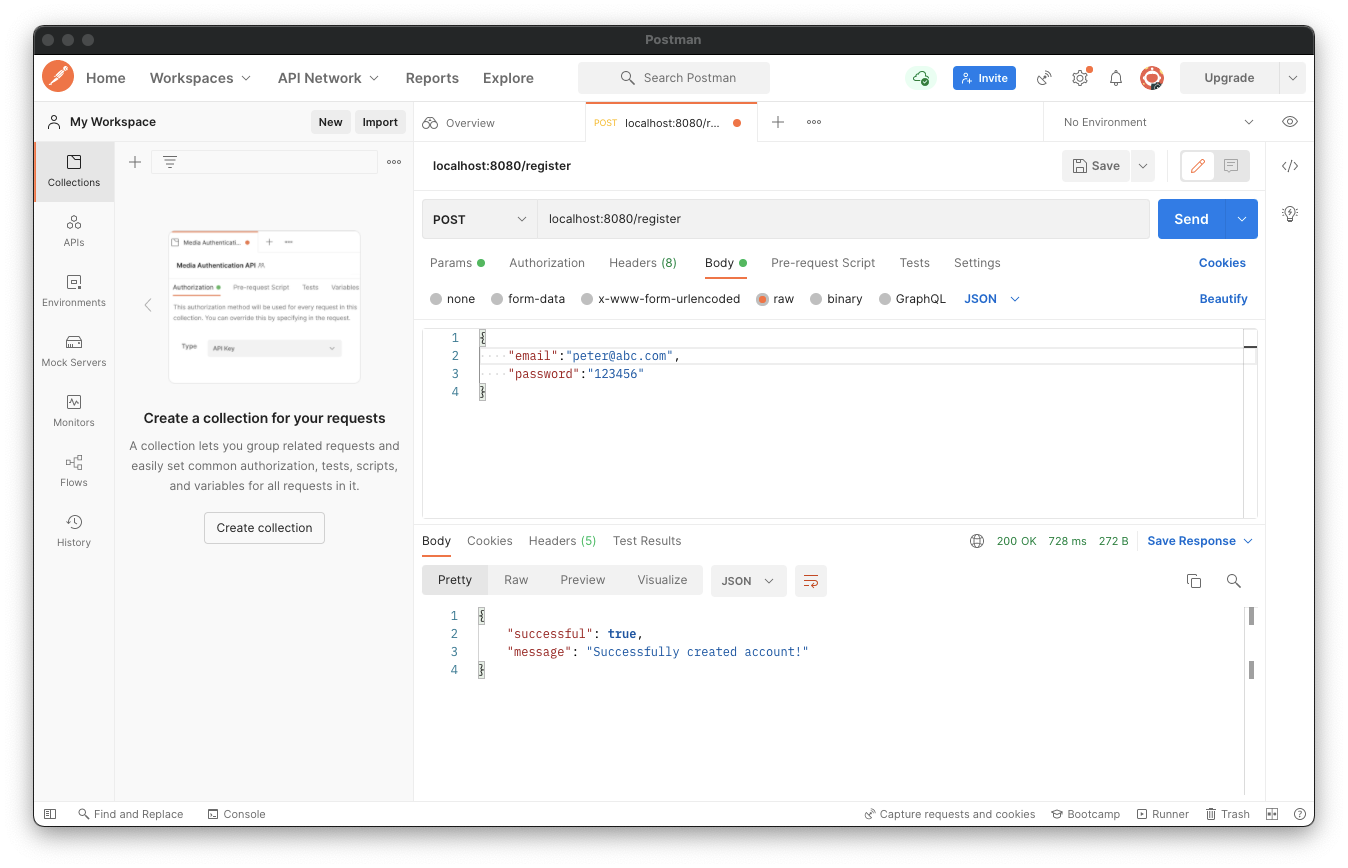 Postman
Home Workspaces API Network Reports Explore Search Postman Invite Upgrade
My Workspace New Import Overview POST localhost:8080/r... No Environment
Collections
APIs
Environments
Mock Servers
Monitors
Flows
History
Media Authenticati...
Media Authentication API
Authorization Pre-request Script Tests Variables
This authorization method will be used for every request in this
collection. You can override this by specifying in the request.
Type API Key
Create a collection for your requests
A collection lets you group related requests and
easily set common authorization, tests, scripts,
and variables for all requests in it.
Create collection
localhost:8080/register Save
POST localhost:8080/register Send
Params Authorization Headers (8) Body Pre-request Script Tests Settings Cookies
none form-data x-www-form-urlencoded raw binary GraphQL JSON Beautify
1 {
2 ····"email":"peter@abc.com",
3 ····"password":"123456"
4 }
Body Cookies Headers (5) Test Results 200 OK 728 ms 272 B Save Response
Pretty Raw Preview Visualize JSON
1 {
2 "successful": true,
3 "message": "Successfully created account!"
4 }
Find and Replace Console Capture requests and cookies Bootcamp Runner Trash